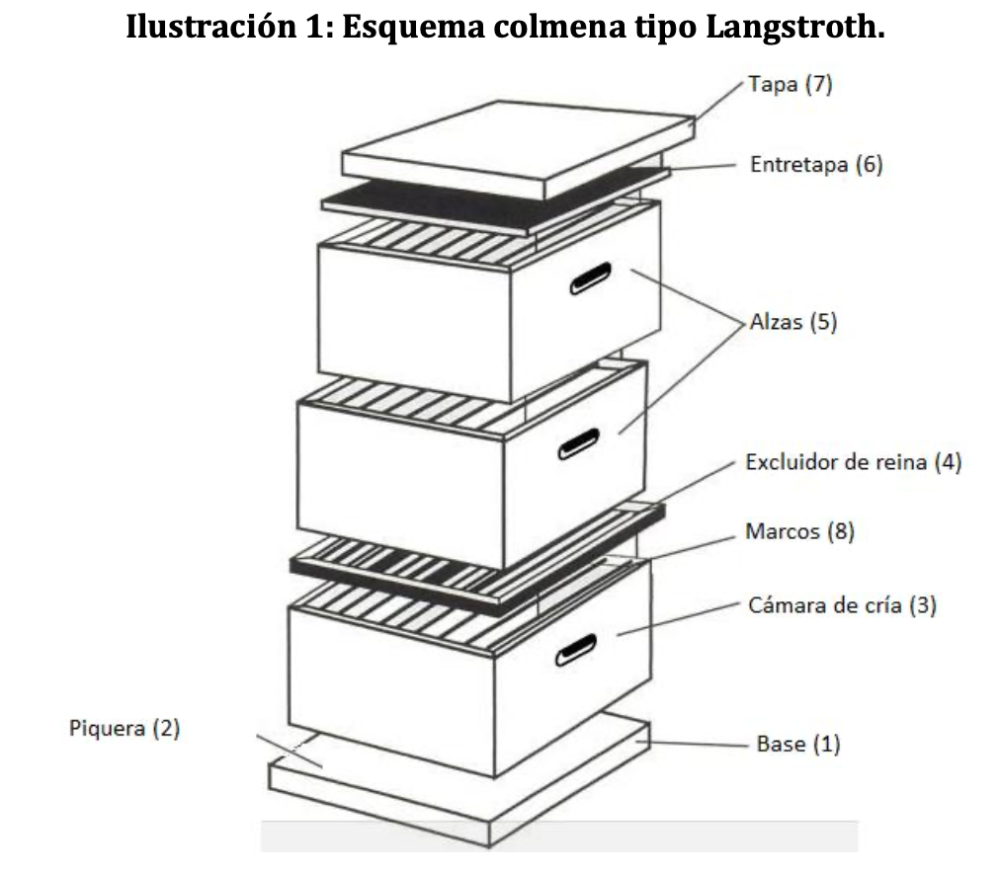 Ilustración 1: Esquema colmena tipo Langstroth.
Tapa (7)
Entretapa (6)
Alzas (5)
Excluidor de reina (4)
Marcos (8)
Cámara de cría (3)
Piquera (2)
Base (1)